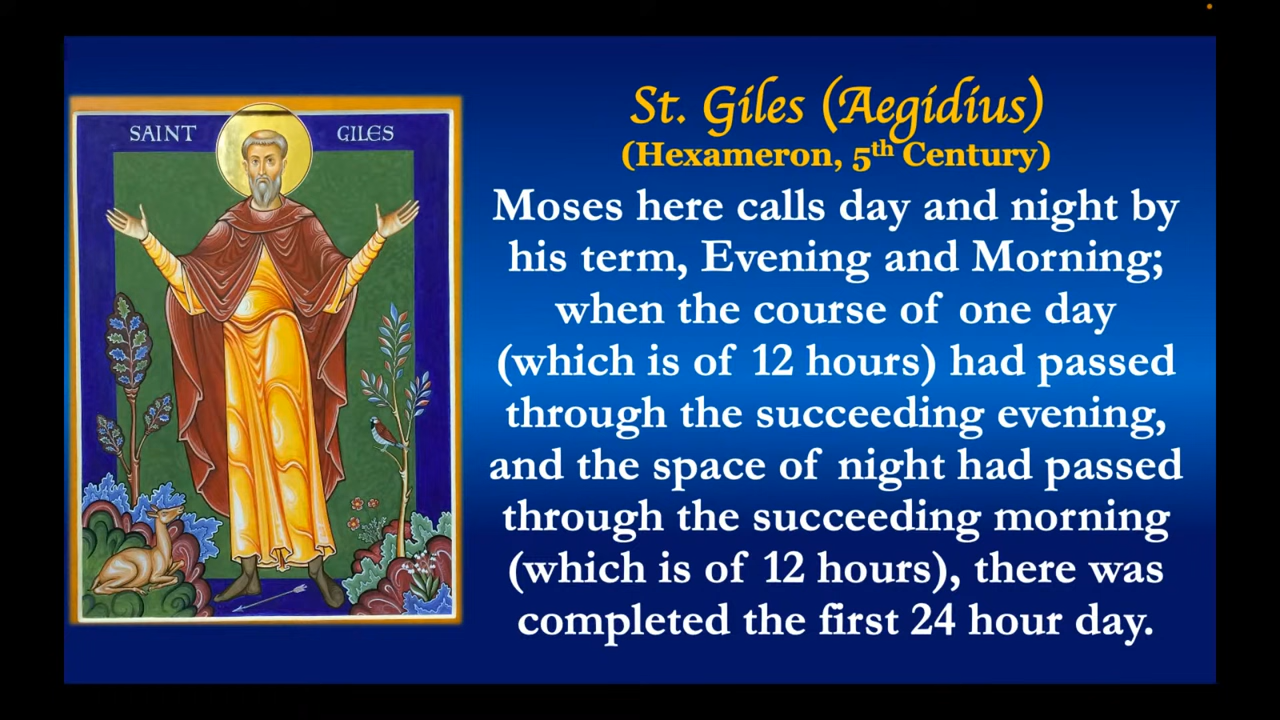 SAINT GILES
St. Giles (Aegidius)
(Hexameron, 5th Century)
Moses here calls day and night by
his term, Evening and Morning;
when the course of one day
(which is of 12 hours) had passed
through the succeeding evening,
and the space of night had passed
through the succeeding morning
(which is of 12 hours), there was
completed the first 24 hour day.